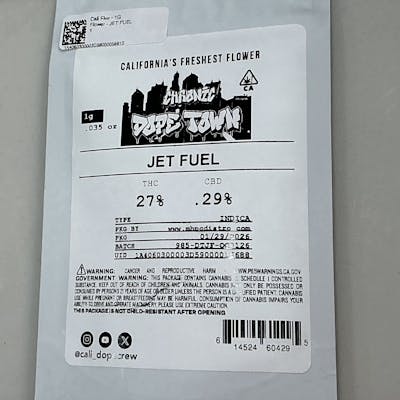 Cali Flwr - 1G
Flower - JET FUEL
1
CALIFORNIA'S FRESHEST FLOWER
CHRONIC
DOPE TOWN
CA
1g
.035 oz
JET FUEL
THC CBD
27% .29%
TYPE INDICA
PKG BY www.mhpodistro.com
PKG 01/29/2026
BATCH 985-DTJF-
UID
WARNING: CANCER AND REPRODUCTIVE HARM WWW.P65WARNINGS.CA.GOV
GOVERNMENT WARNING: THIS PACKAGE CONTAINS CANNABIS, A SCHEDULE I CONTROLLED
SUBSTANCE. KEEP OUT OF REACH OF CHILDREN AND ANIMALS. CANNABIS MAY ONLY BE POSSESSED OR
CONSUMED BY PERSONS 21 YEARS OF AGE OR OLDER UNLESS THE PERSON IS A QUALIFIED PATIENT. CANNABIS
USE WHILE PREGNANT OR BREASTFEEDING MAY BE HARMFUL. CONSUMPTION OF CANNABIS IMPAIRS YOUR
ABILITY TO DRIVE AND OPERATE MACHINERY. PLEASE USE EXTREME CAUTION.
THIS PACKAGE IS NOT CHILD-RESISTANT AFTER OPENING
@cali_dope_crew
6 14524 60429 5